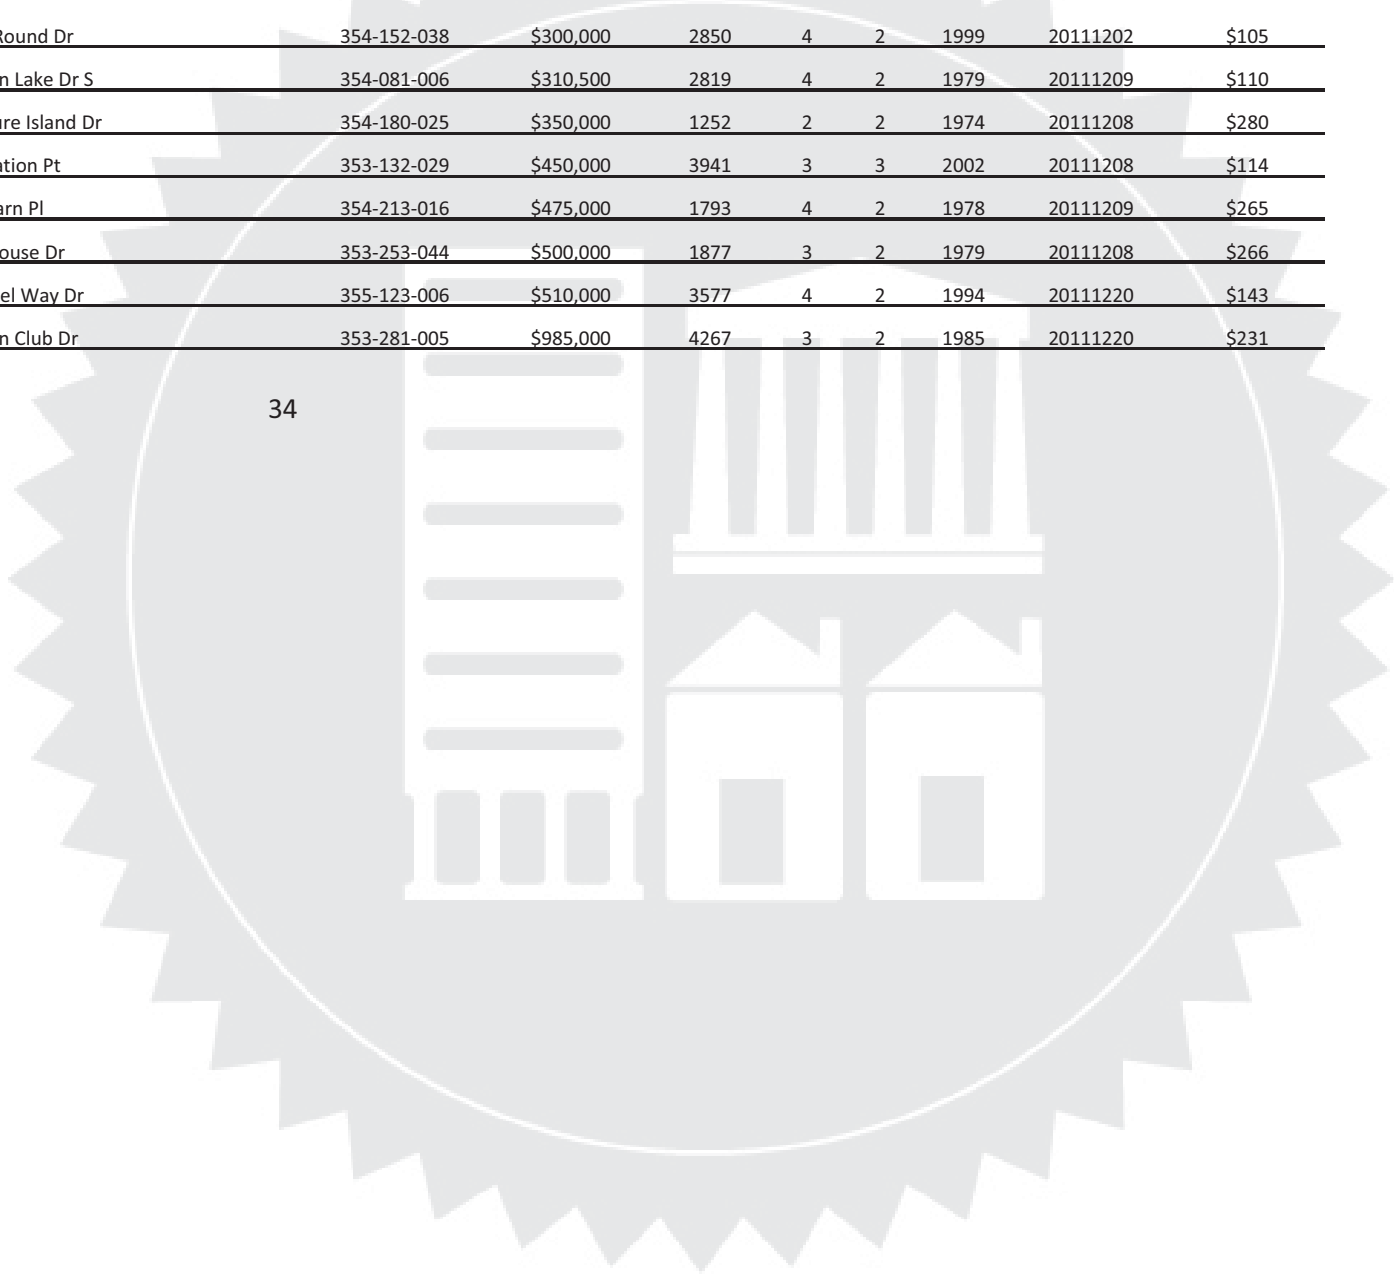 Round Dr 354-152-038 $300,000 2850 4 2 1999 20111202 $105
n Lake Dr S 354-081-006 $310,500 2819 4 2 1979 20111209 $110
ure Island Dr 354-180-025 $350,000 1252 2 2 1974 20111208 $280
ation Pt 353-132-029 $450,000 3941 3 3 2002 20111208 $114
arn Pl 354-213-016 $475,000 1793 4 2 1978 20111209 $265
ouse Dr 353-253-044 $500,000 1877 3 2 1979 20111208 $266
el Way Dr 355-123-006 $510,000 3577 4 2 1994 20111220 $143
n Club Dr 353-281-005 $985,000 4267 3 2 1985 20111220 $231
34